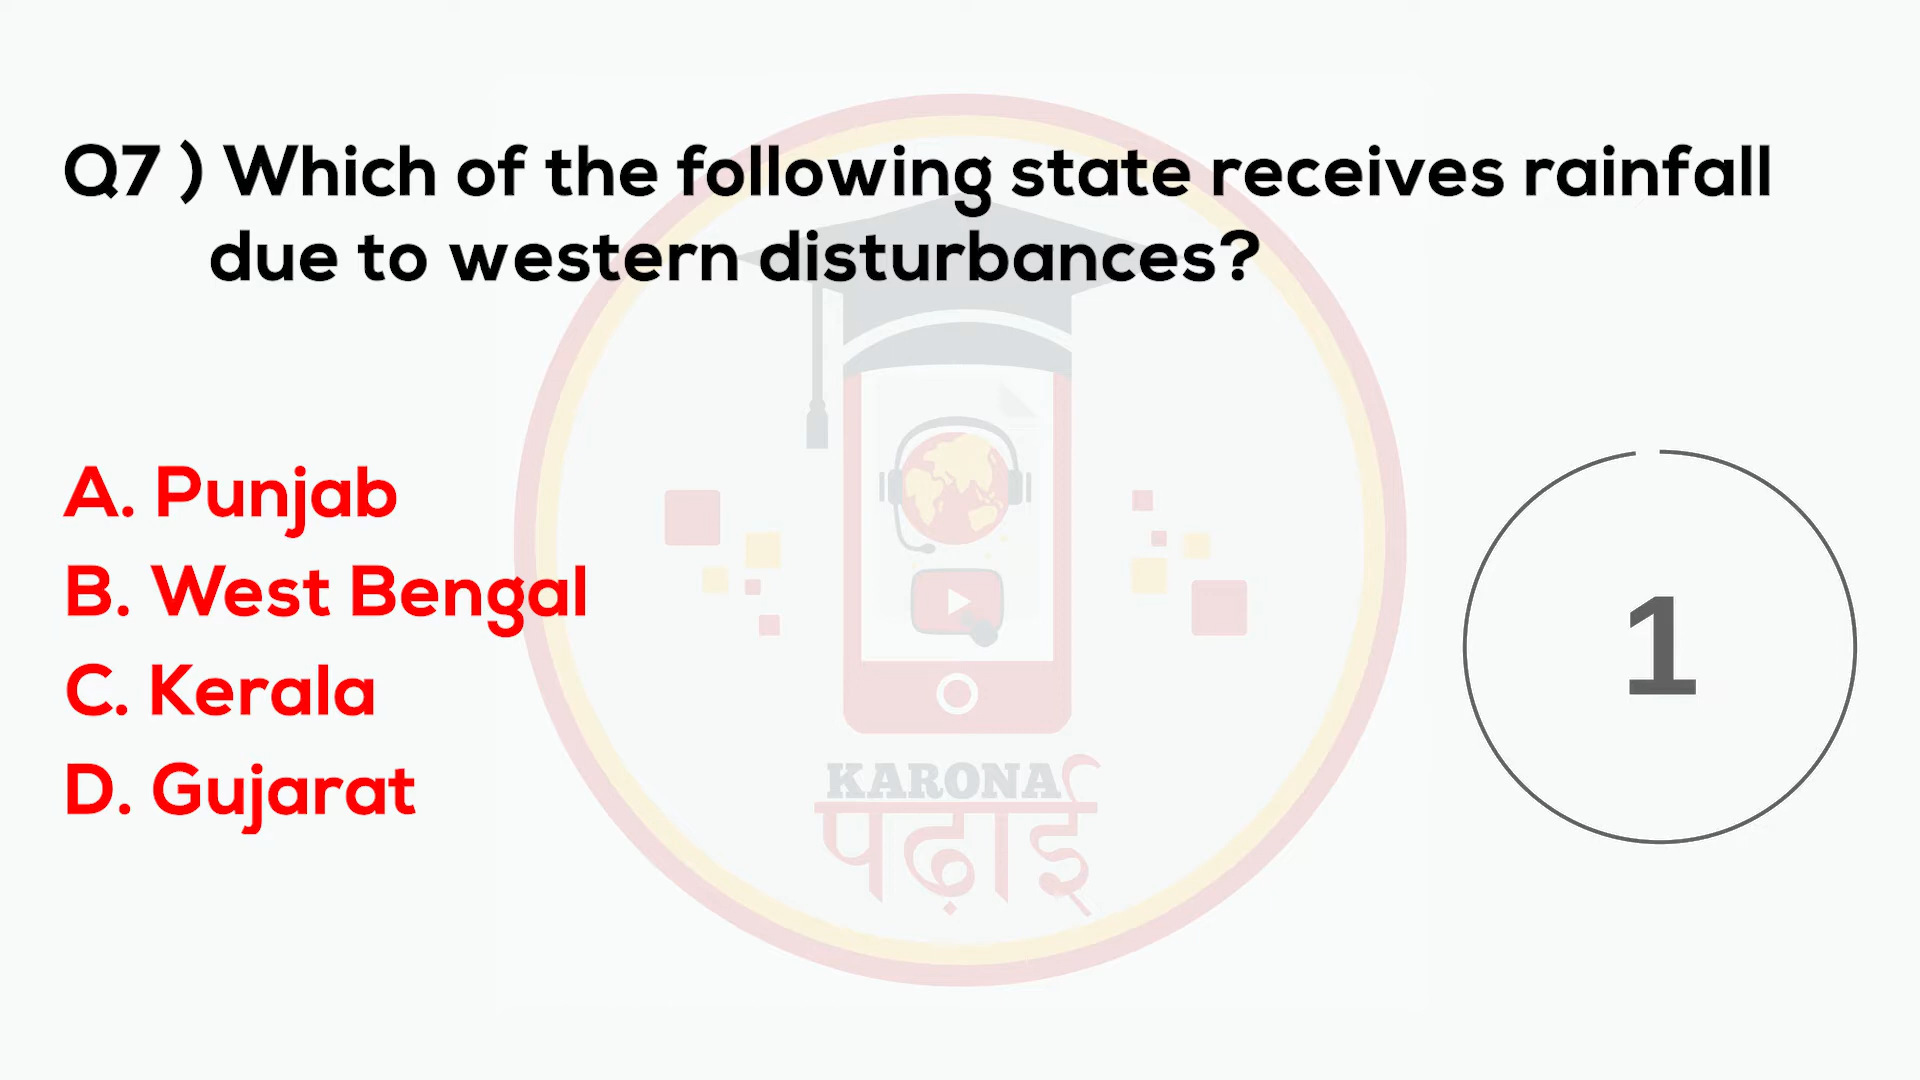 Q7 ) Which of the following state receives rainfall
due to western disturbances?
A. Punjab
B. West Bengal
C. Kerala
D. Gujarat
1
KARONA
पढ़ाई